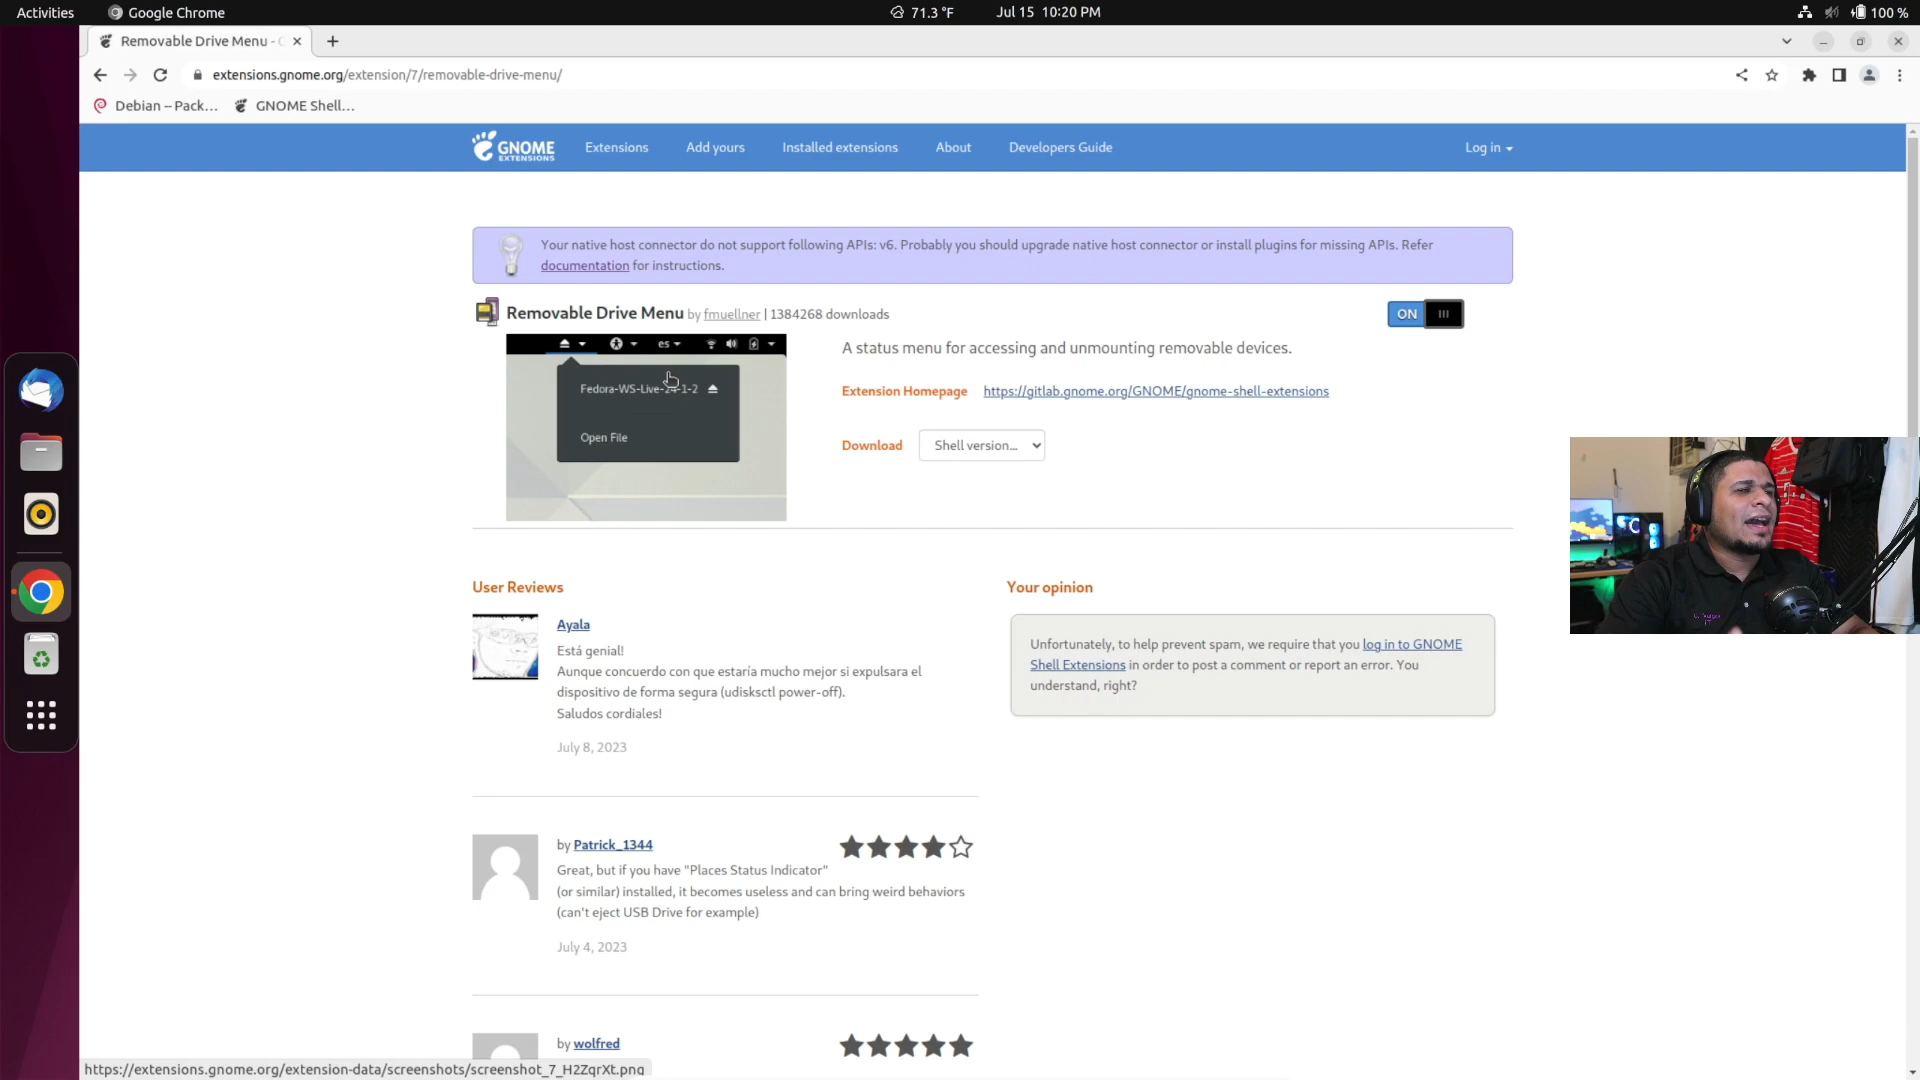 Activities
Google Chrome
71.3 °F
Jul 15 10:20 PM
100 %
Removable Drive Menu -
extensions.gnome.org/extension/7/removable-drive-menu/
Debian -- Pack...
GNOME Shell...
GNOME
EXTENSIONS
Extensions
Add yours
Installed extensions
About
Developers Guide
Log in
Your native host connector do not support following APIs: v6. Probably you should upgrade native host connector or install plugins for missing APIs. Refer
documentation for instructions.
Removable Drive Menu by fmuellner | 1384268 downloads
ON
es
Fedora-WS-Live-24-1-2
Open File
A status menu for accessing and unmounting removable devices.
Extension Homepage https://gitlab.gnome.org/GNOME/gnome-shell-extensions
Download Shell version...
User Reviews
Ayala
Está genial!
Aunque concuerdo con que estaría mucho mejor si expulsara el
dispositivo de forma segura (udisksctl power-off).
Saludos cordiales!
July 8, 2023
by Patrick_1344
Great, but if you have "Places Status Indicator"
(or similar) installed, it becomes useless and can bring weird behaviors
(can't eject USB Drive for example)
July 4, 2023
by wolfred
Your opinion
Unfortunately, to help prevent spam, we require that you log in to GNOME
Shell Extensions in order to post a comment or report an error. You
understand, right?
https://extensions.gnome.org/extension-data/screenshots/screenshot_7_H2ZqrXt.png